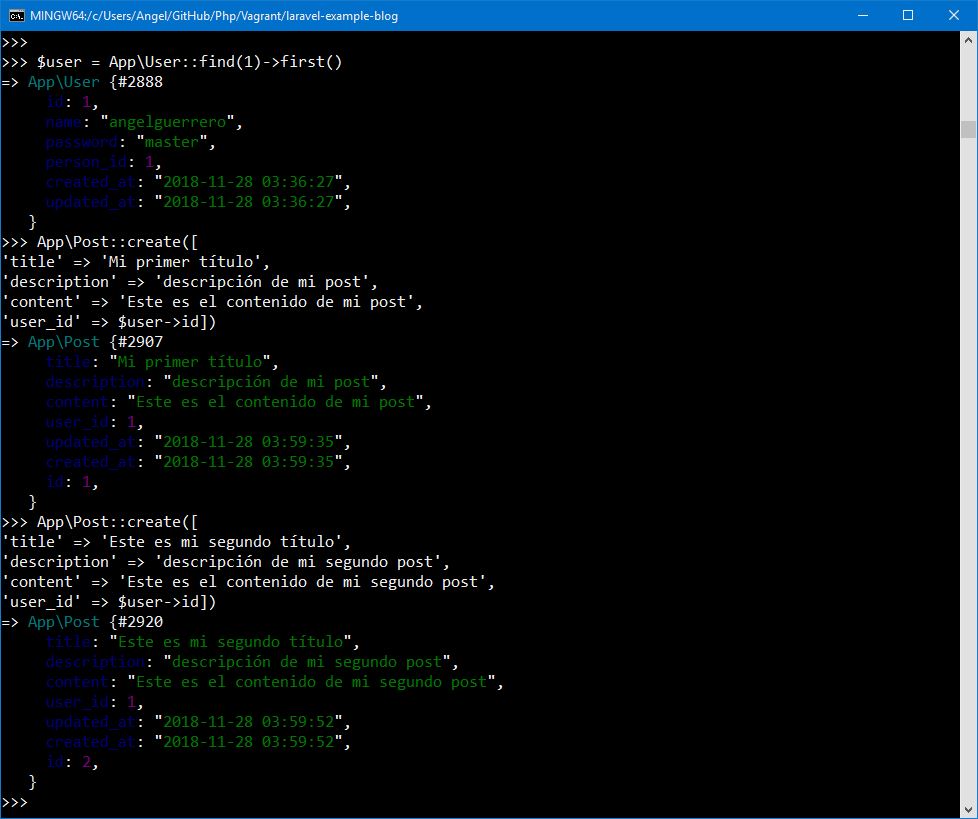 MINGW64:/c/Users/Angel/GitHub/Php/Vagrant/laravel-example-blog
>>>
>>> $user = App\User::find(1)->first()
=> App\User {#2888
id: 1,
name: "angelguerrero",
password: "master",
person_id: 1,
created_at: "2018-11-28 03:36:27",
updated_at: "2018-11-28 03:36:27",
}
>>> App\Post::create([
'title' => 'Mi primer título',
'description' => 'descripción de mi post',
'content' => 'Este es el contenido de mi post',
'user_id' => $user->id])
=> App\Post {#2907
title: "Mi primer título",
description: "descripción de mi post",
content: "Este es el contenido de mi post",
user_id: 1,
updated_at: "2018-11-28 03:59:35",
created_at: "2018-11-28 03:59:35",
id: 1,
}
>>> App\Post::create([
'title' => 'Este es mi segundo título',
'description' => 'descripción de mi segundo post',
'content' => 'Este es el contenido de mi segundo post',
'user_id' => $user->id])
=> App\Post {#2920
title: "Este es mi segundo título",
description: "descripción de mi segundo post",
content: "Este es el contenido de mi segundo post",
user_id: 1,
updated_at: "2018-11-28 03:59:52",
created_at: "2018-11-28 03:59:52",
id: 2,
}
>>>